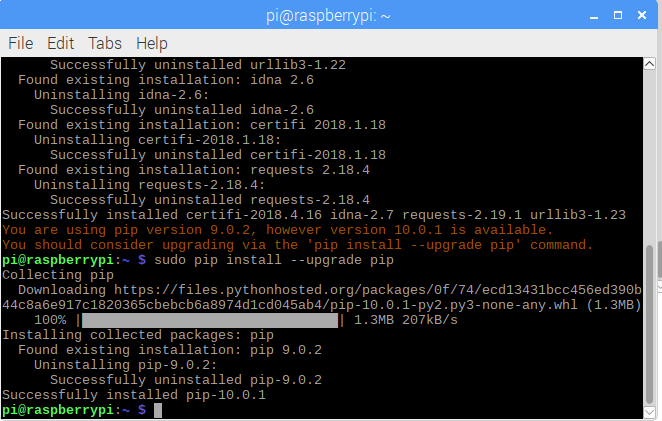 pi@raspberrypi: ~
File Edit Tabs Help
Successfully uninstalled urllib3-1.22
Found existing installation: idna 2.6
Uninstalling idna-2.6:
Successfully uninstalled idna-2.6
Found existing installation: certifi 2018.1.18
Uninstalling certifi-2018.1.18:
Successfully uninstalled certifi-2018.1.18
Found existing installation: requests 2.18.4
Uninstalling requests-2.18.4:
Successfully uninstalled requests-2.18.4
Successfully installed certifi-2018.4.16 idna-2.7 requests-2.19.1 urllib3-1.23
You are using pip version 9.0.2, however version 10.0.1 is available.
You should consider upgrading via the 'pip install --upgrade pip' command.
pi@raspberrypi:~ $ sudo pip install --upgrade pip
Collecting pip
Downloading https://files.pythonhosted.org/packages/0f/74/ecd13431bcc456ed390b
44c8a6e917c1820365cbebcb6a8974d1cd045ab4/pip-10.0.1-py2.py3-none-any.whl (1.3MB)
100% |████████████████████████████████| 1.3MB 207kB/s
Installing collected packages: pip
Found existing installation: pip 9.0.2
Uninstalling pip-9.0.2:
Successfully uninstalled pip-9.0.2
Successfully installed pip-10.0.1
pi@raspberrypi:~ $